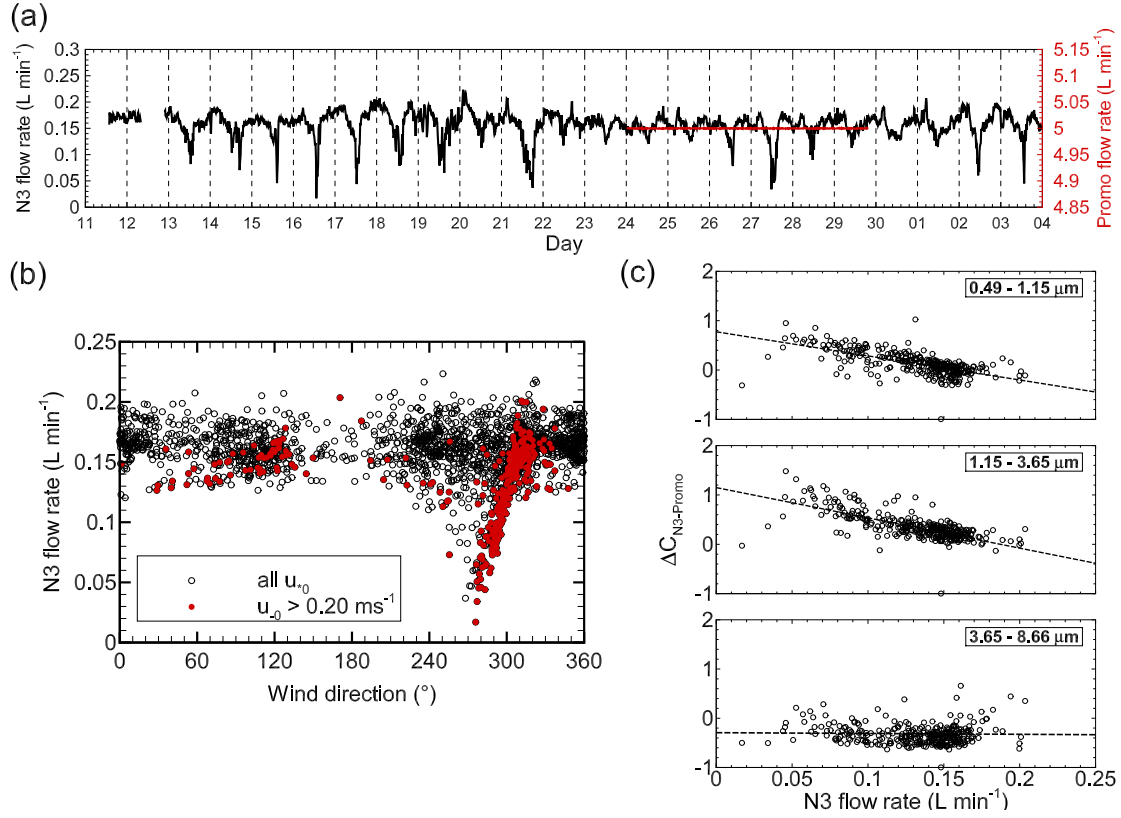 (a)
N3 flow rate (L min⁻¹)
0.3
0.25
0.2
0.15
0.1
0.05
0
5.15
5.1
5.05
5
4.95
4.9
4.85
Promo flow rate (L min⁻¹)
11 12 13 14 15 16 17 18 19 20 21 22 23 24 25 26 27 28 29 30 01 02 03 04
Day
(b)
N3 flow rate (L min⁻¹)
0.25
0.2
0.15
0.1
0.05
0
all u*0
u*0 > 0.20 ms⁻¹
0 60 120 180 240 300 360
Wind direction (°)
(c)
2
1
0
-1
0.49 - 1.15 μm
2
1
0
-1
1.15 - 3.65 μm
ΔC N3-Promo
2
1
0
-1
3.65 - 8.66 μm
0 0.05 0.1 0.15 0.2 0.25
N3 flow rate (L min⁻¹)